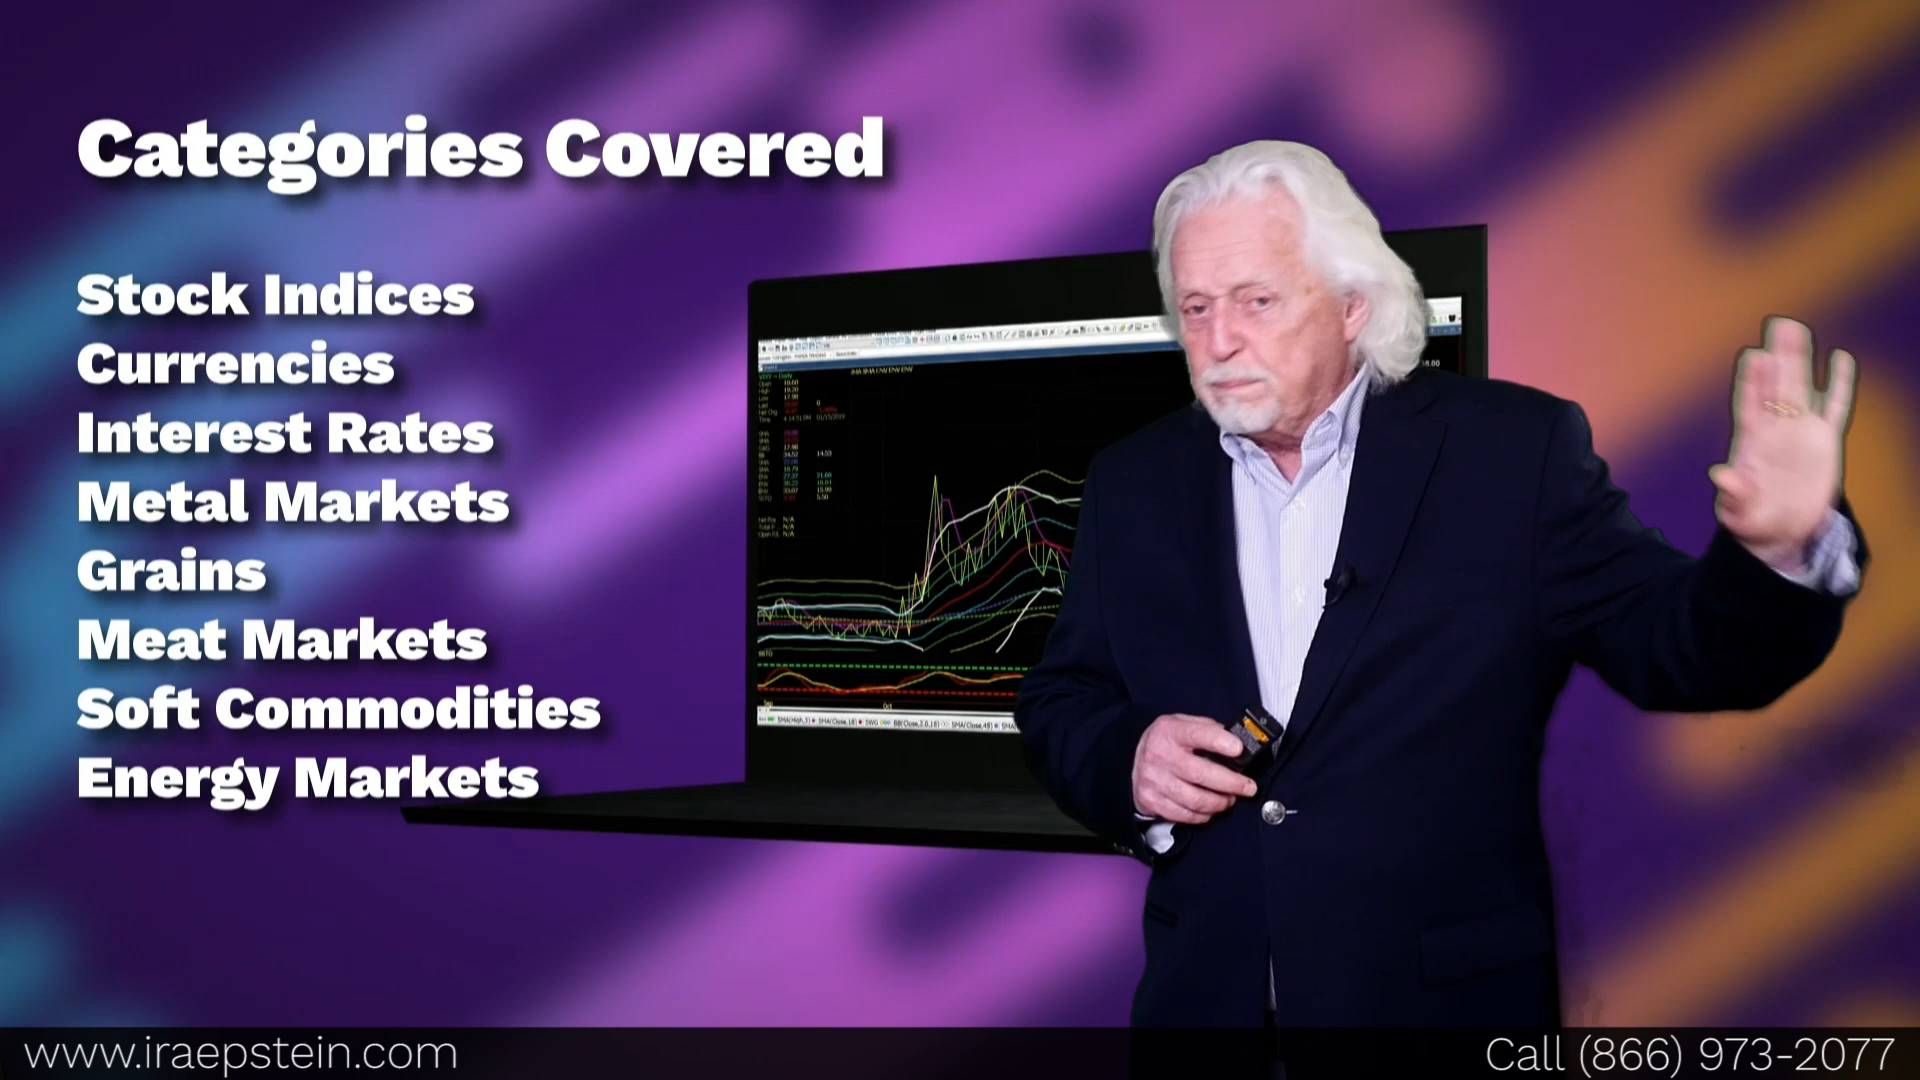 Categories Covered
Stock Indices
Currencies
Interest Rates
Metal Markets
Grains
Meat Markets
Soft Commodities
Energy Markets
www.iraepstein.com
Call (866) 973-2077